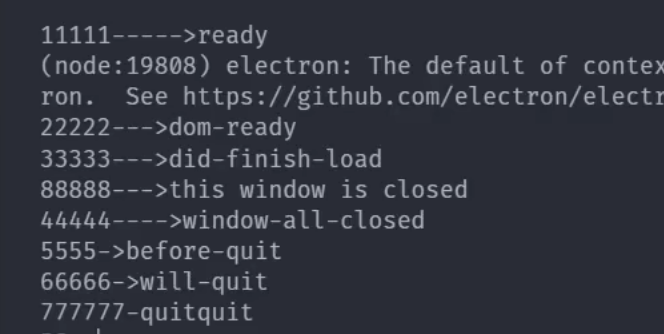 11111----->ready
(node:19808) electron: The default of contex
ron.  See https://github.com/electron/electr
22222--->dom-ready
33333--->did-finish-load
88888--->this window is closed
44444---->window-all-closed
5555->before-quit
66666->will-quit
777777-quitquit